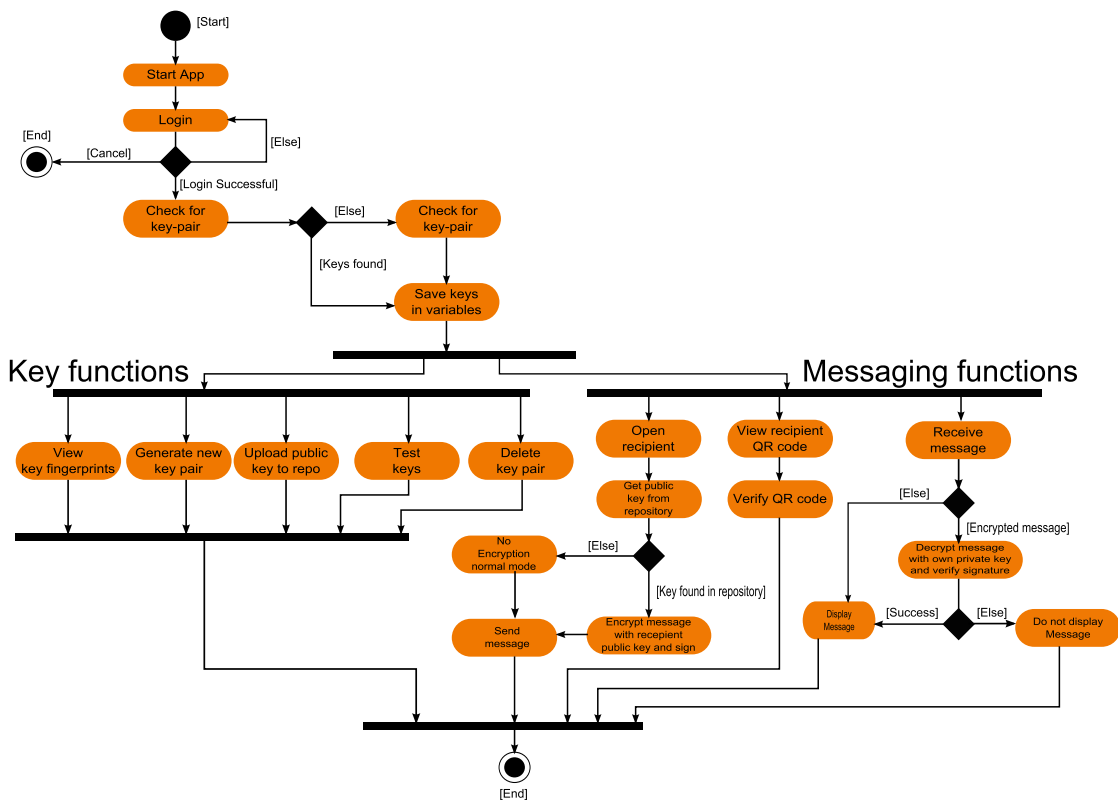 [Start]
Start App
Login
[End]
[Cancel]
[Else]
[Login Successful]
Check for
key-pair
[Else]
Check for
key-pair
[Keys found]
Save keys
in variables
Key functions
Messaging functions
View
key fingerprints
Generate new
key pair
Upload public
key to repo
Test
keys
Delete
key pair
Open
recipient
View recipient
QR code
Receive
message
Get public
key from
repository
Verify QR code
[Else]
[Encrypted message]
No
Encryption
normal mode
[Else]
Decrypt message
with own private key
and verify signature
[Key found in repository]
Send
message
Encrypt message
with recepient
public key and sign
Display
Message
[Success]
[Else]
Do not display
Message
[End]